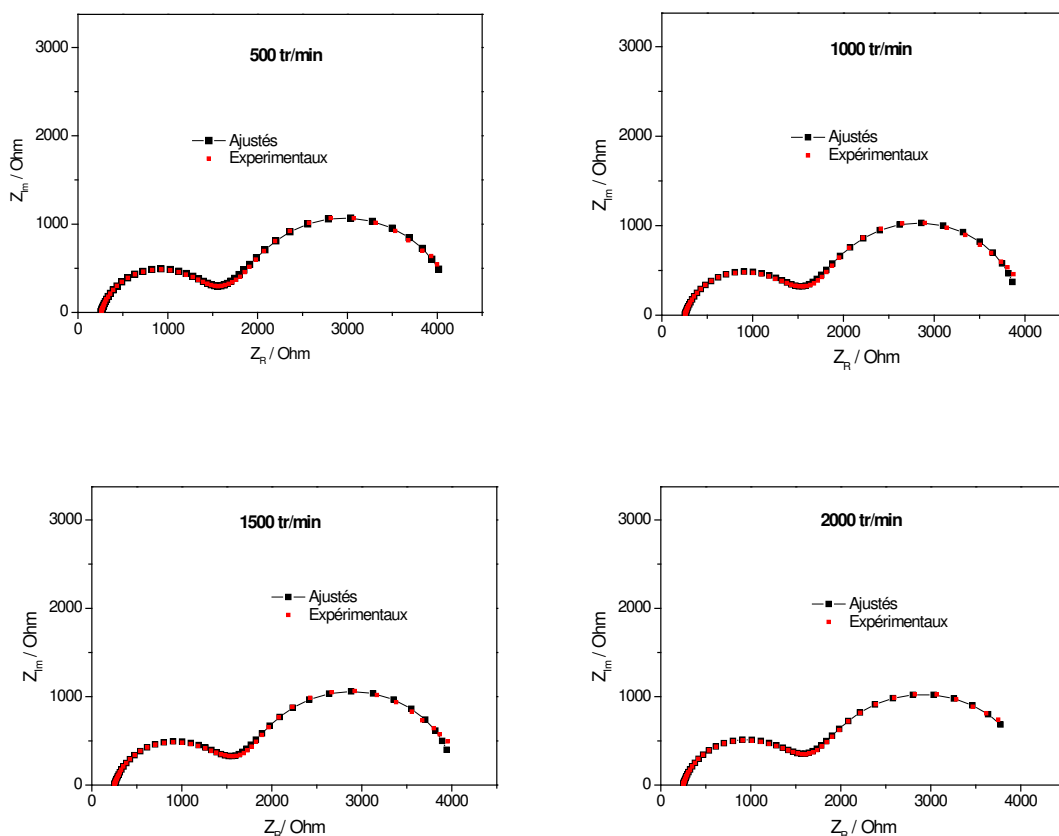 500 tr/min
Ajustés
Experimentaux
Z_Im / Ohm
3000
2000
1000
0
0 1000 2000 3000 4000
Z_R / Ohm
1000 tr/min
Ajustés
Expérimentaux
Z_Im / Ohm
3000
2000
1000
0
0 1000 2000 3000 4000
Z_R / Ohm
1500 tr/min
Ajustés
Expérimentaux
Z_Im / Ohm
3000
2000
1000
0
0 1000 2000 3000 4000
Z_R / Ohm
2000 tr/min
Ajustés
Expérimentaux
Z_Im / Ohm
3000
2000
1000
0
0 1000 2000 3000 4000
Z_R / Ohm